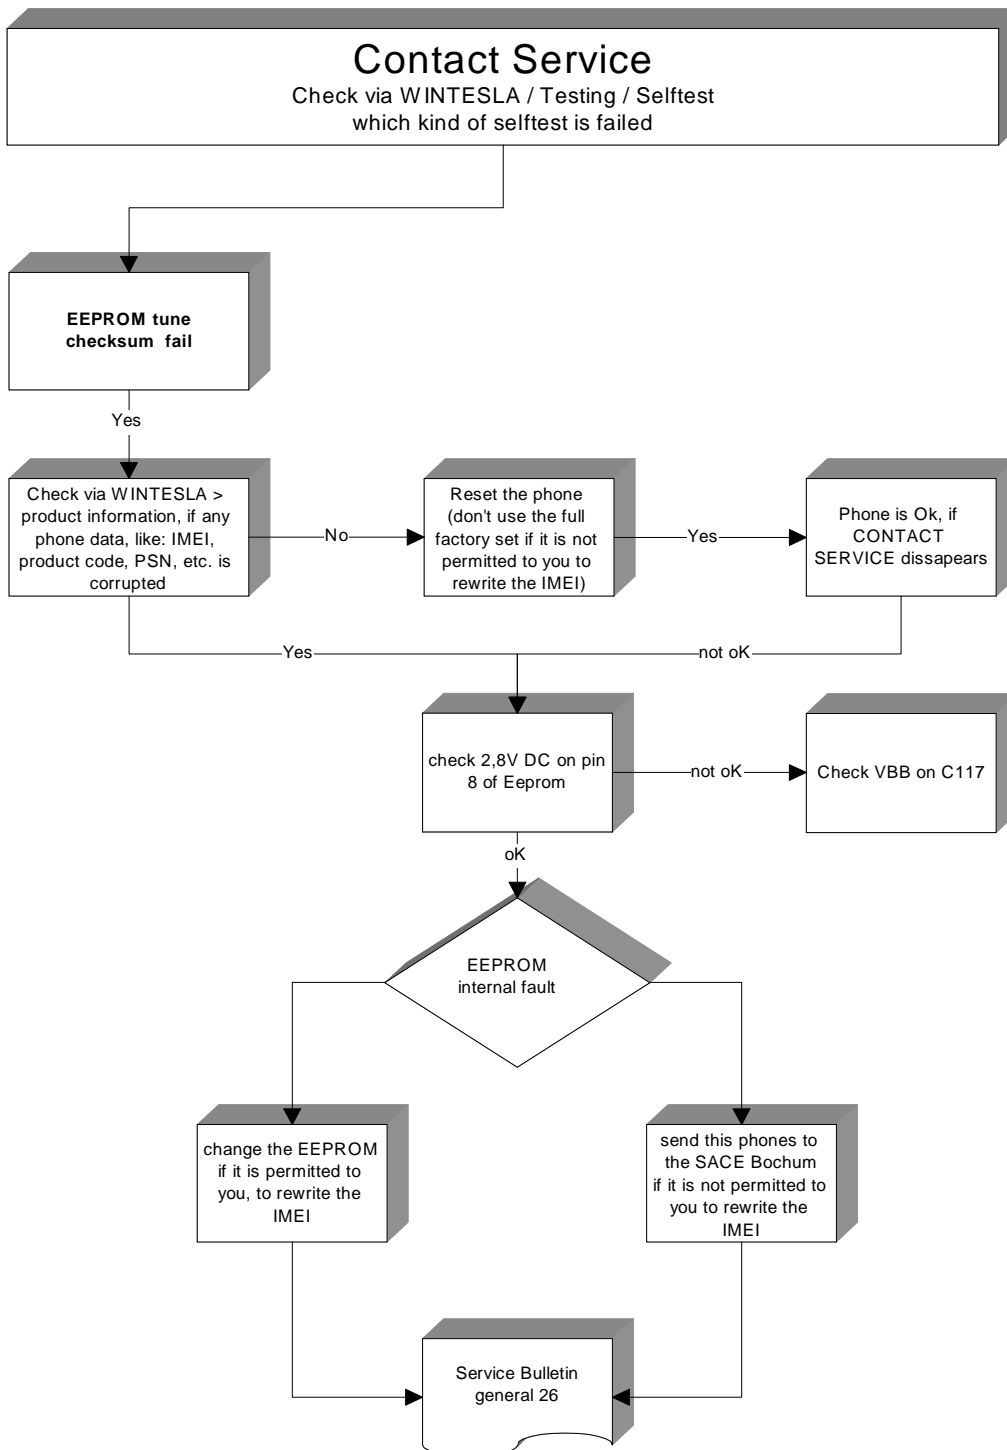 Contact Service
Check via WINTESLA / Testing / Selftest
which kind of selftest is failed
EEPROM tune
checksum fail
Yes
Check via WINTESLA >
product information, if any
phone data, like: IMEI,
product code, PSN, etc. is
corrupted
No
Reset the phone
(don't use the full
factory set if it is not
permitted to you to
rewrite the IMEI)
Yes
Phone is Ok, if
CONTACT
SERVICE dissapears
Yes
not oK
check 2,8V DC on pin
8 of Eeprom
not oK
Check VBB on C117
oK
EEPROM
internal fault
change the EEPROM
if it is permitted to
you, to rewrite the
IMEI
send this phones to
the SACE Bochum
if it is not permitted to
you to rewrite the
IMEI
Service Bulletin
general 26